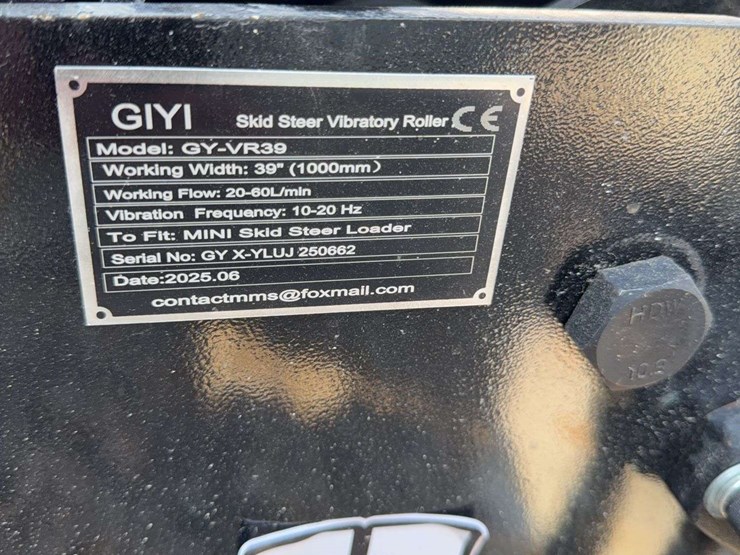 GIYI Skid Steer Vibratory Roller CE
Model: GY-VR39
Working Width: 39" (1000mm)
Working Flow: 20-60L/min
Vibration Frequency: 10-20 Hz
To Fit: MINI Skid Steer Loader
Serial No: GY X-YLUJ 250662
Date:2025.06
contactmms@foxmail.com
10.9